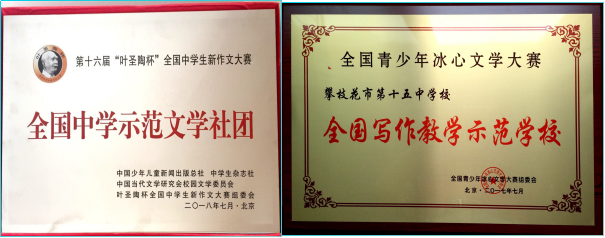 第十六届“叶圣陶杯”全国中学生新作文大赛
全国中学示范文学社团
中国少年儿童新闻出版总社 中学生杂志社
中国当代文学研究会校园文学委员会
叶圣陶杯全国中学生新作文大赛组委会
二〇一八年七月·北京
全国青少年冰心文学大赛
攀枝花市第十五中学校
全国写作教学示范学校
全国青少年冰心文学大赛组委会
北京·二〇一七年七月